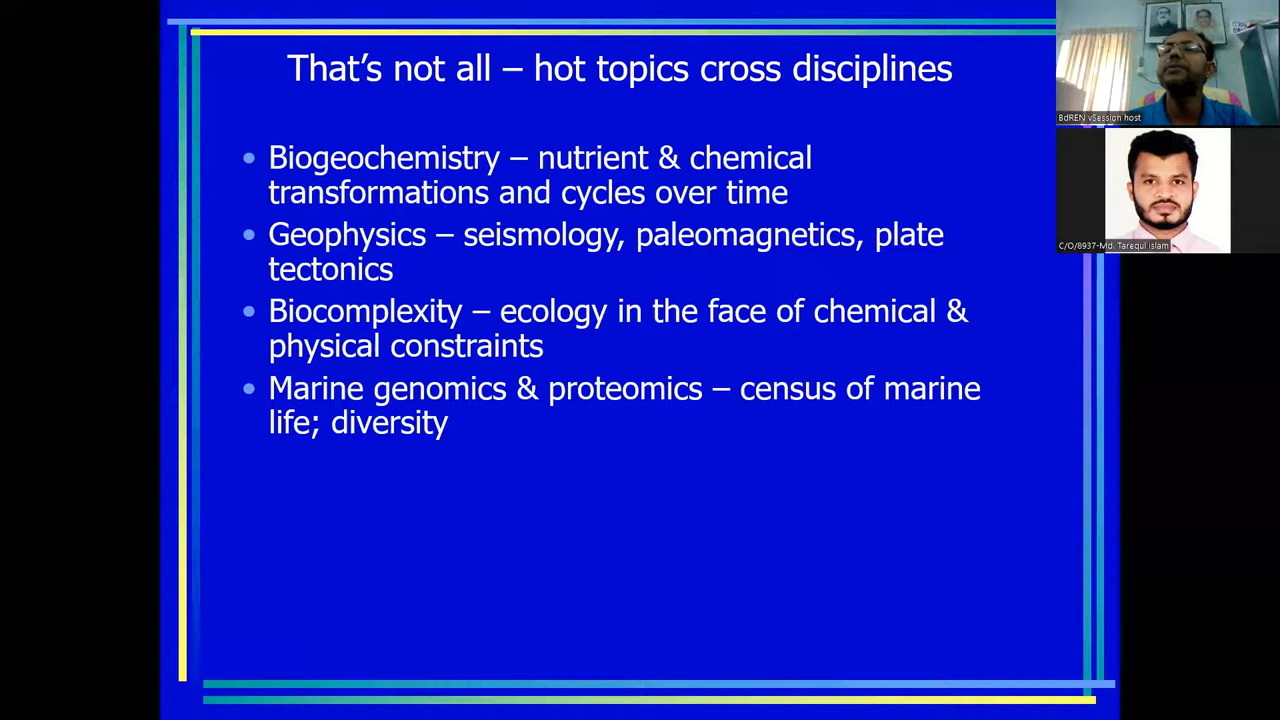 That's not all – hot topics cross disciplines
• Biogeochemistry – nutrient & chemical
transformations and cycles over time
• Geophysics – seismology, paleomagnetics, plate
tectonics
• Biocomplexity – ecology in the face of chemical &
physical constraints
• Marine genomics & proteomics – census of marine
life; diversity
BdREN vSession host
C/O/8937-Md. Tarequl Islam